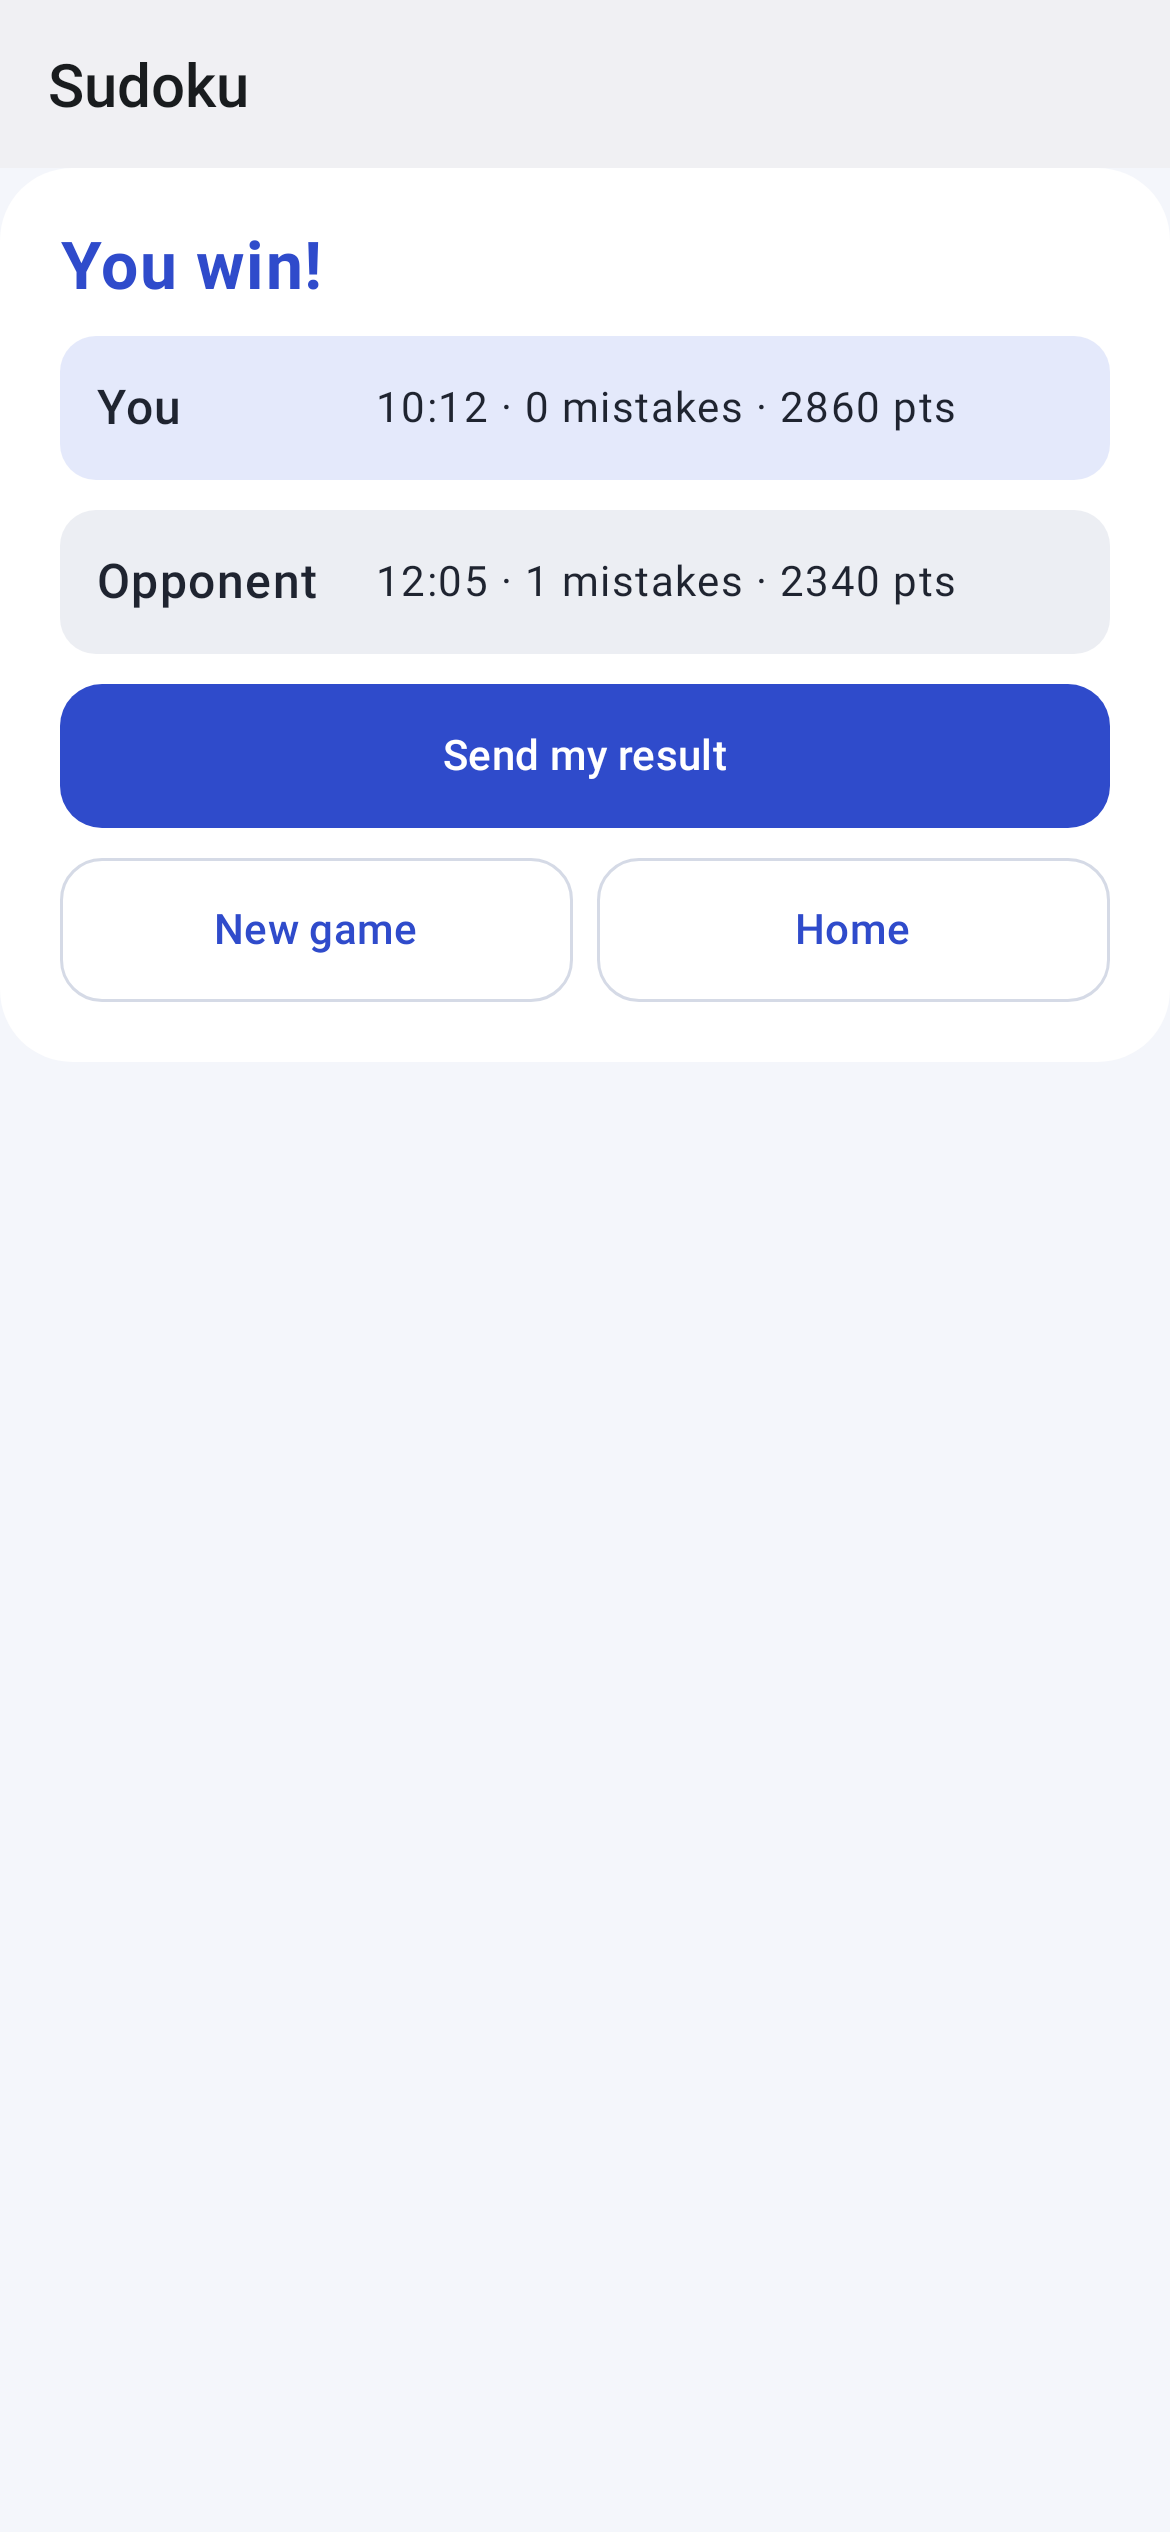 Sudoku
You win!
You 10:12 · 0 mistakes · 2860 pts
Opponent 12:05 · 1 mistakes · 2340 pts
Send my result
New game Home